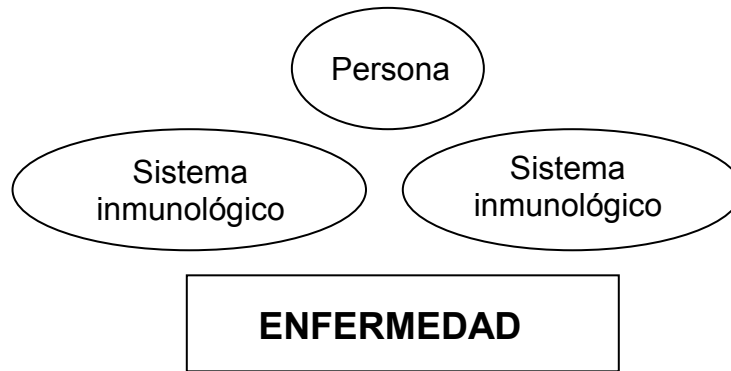 Persona
Sistema
inmunológico
Sistema
inmunológico
ENFERMEDAD